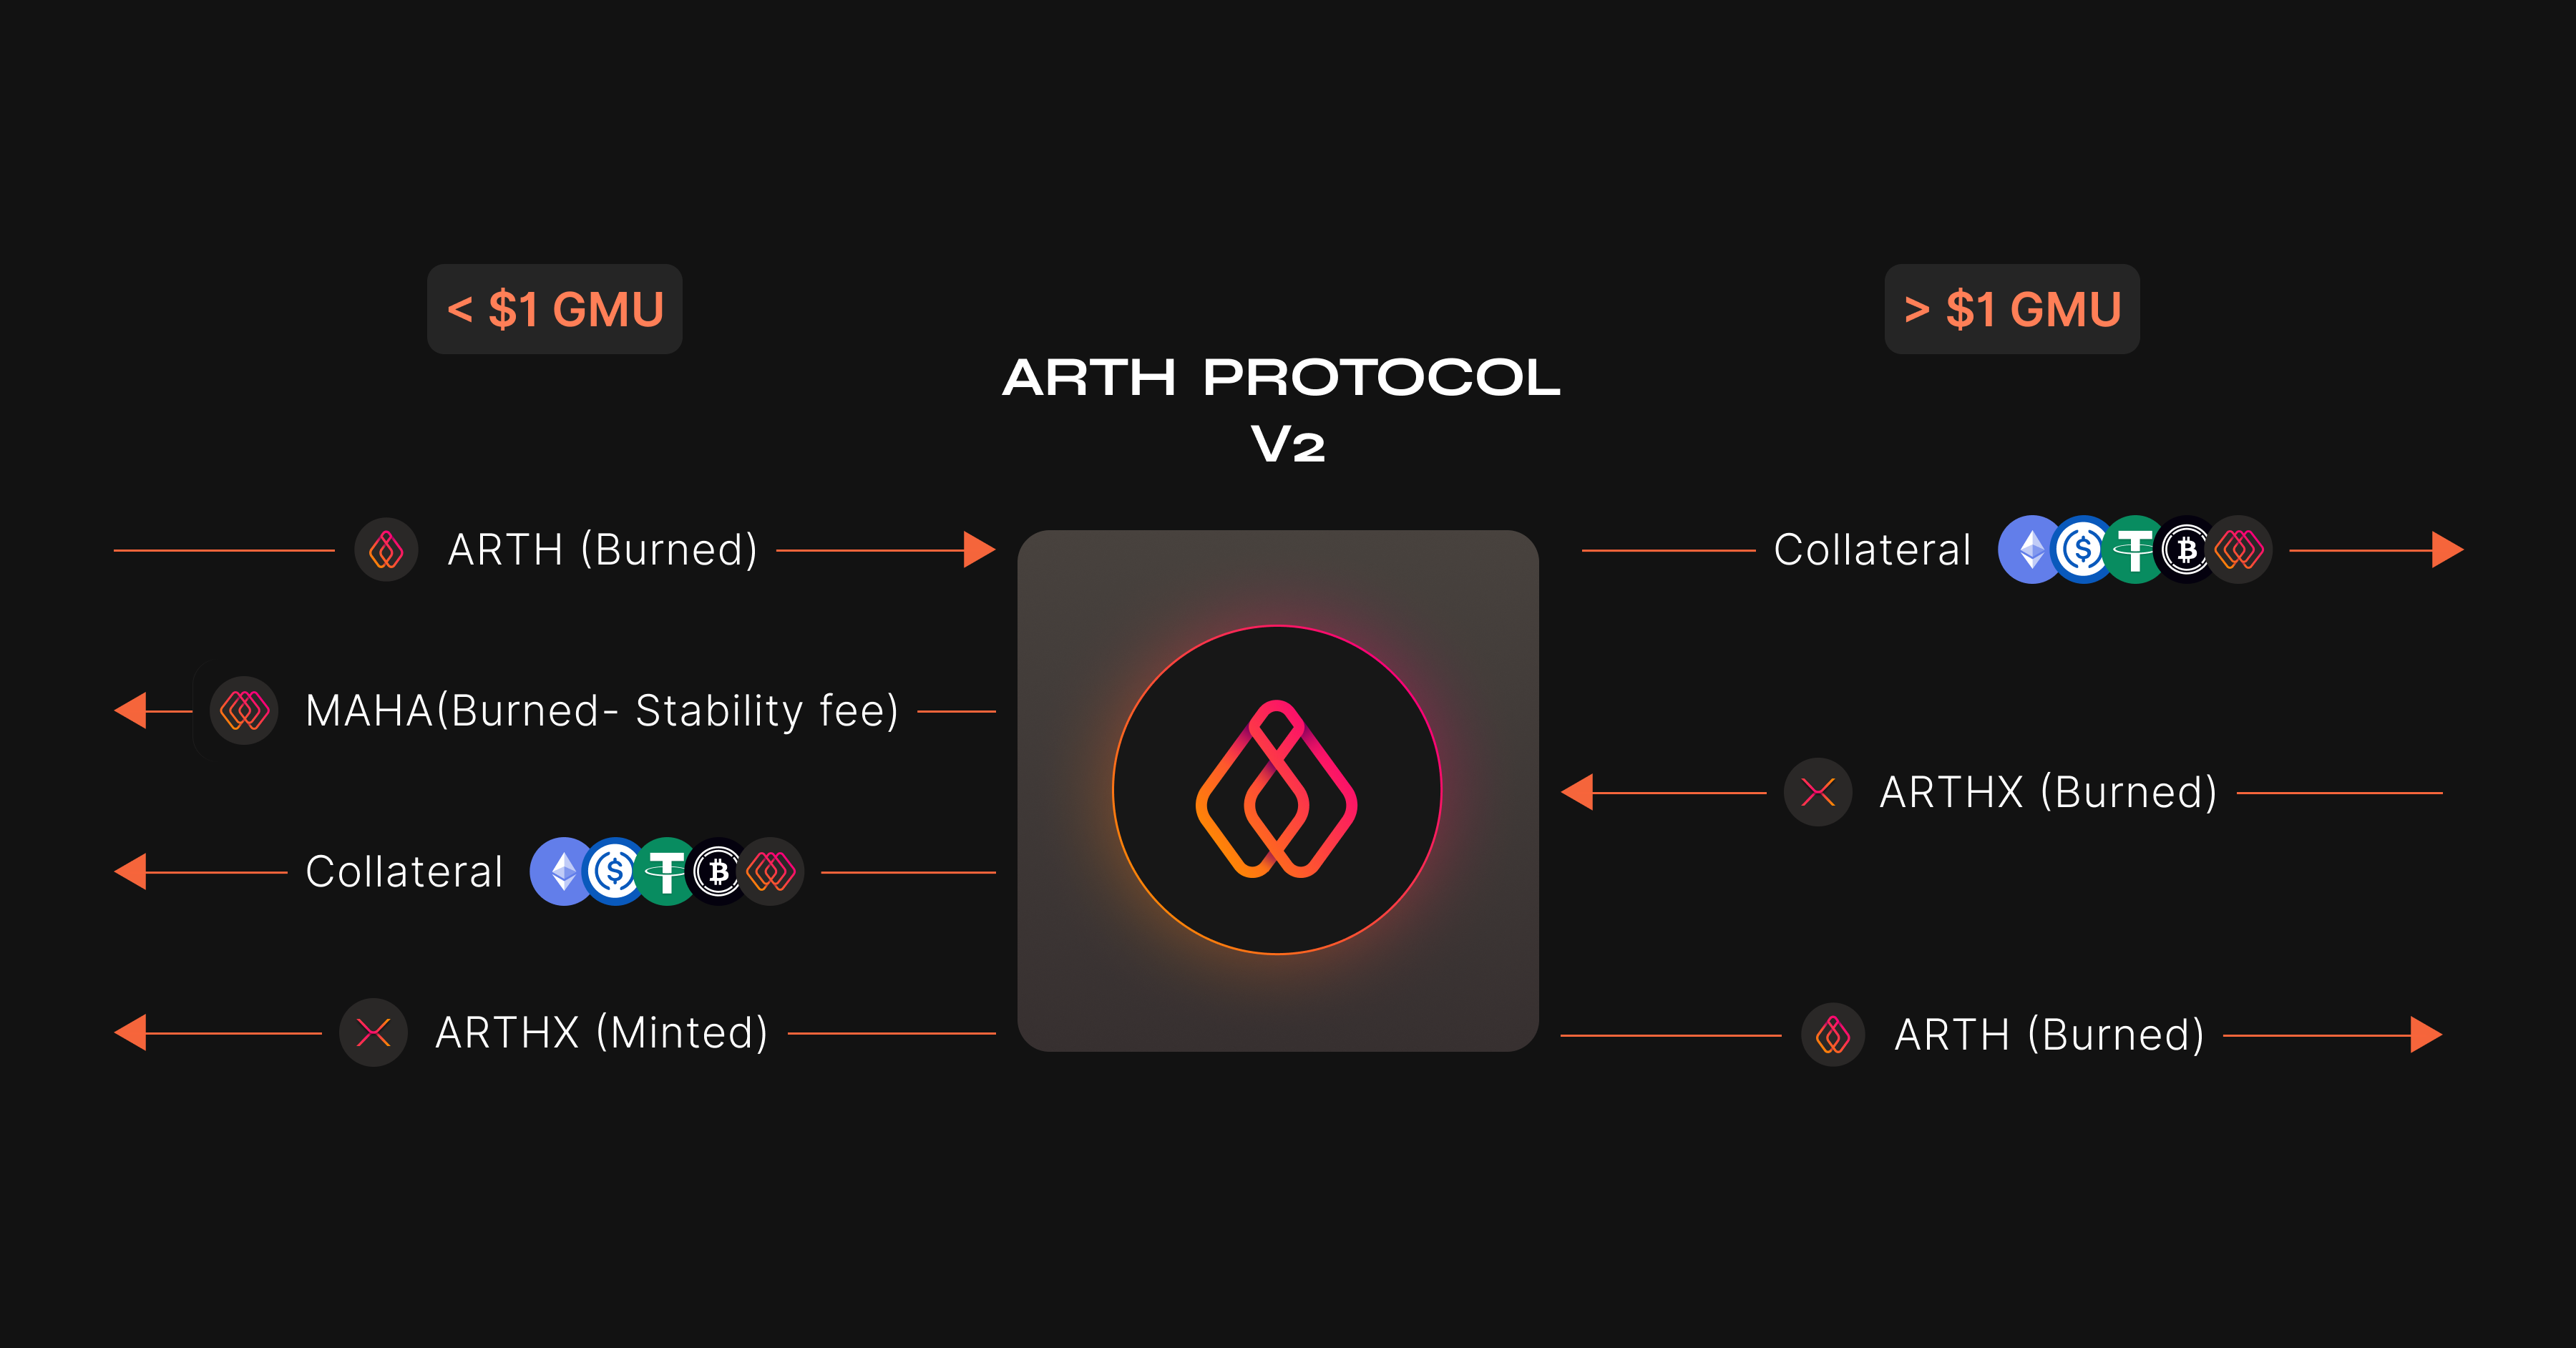 < $1 GMU
> $1 GMU
ARTH PROTOCOL
V2
ARTH (Burned)
MAHA(Burned- Stability fee)
Collateral
ARTHX (Minted)
Collateral
ARTHX (Burned)
ARTH (Burned)